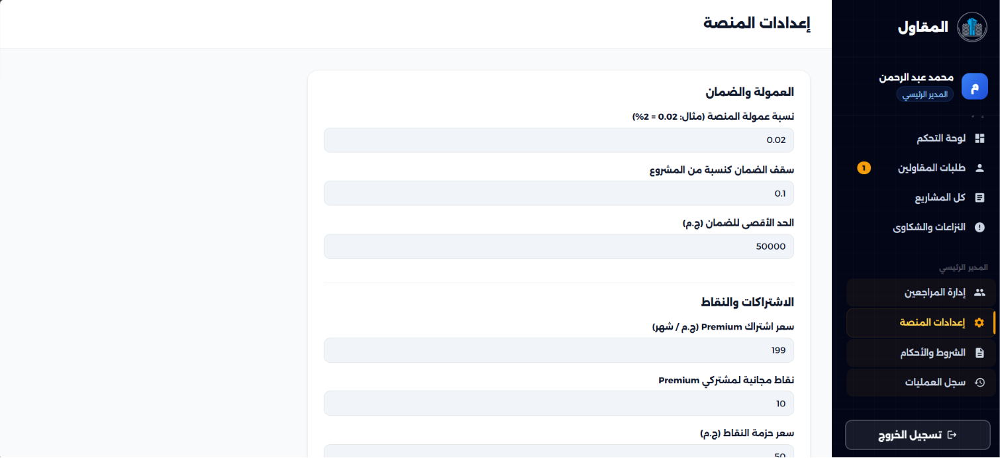 المقاول
محمد عبد الرحمن
م
المدير الرئيسي
لوحة التحكم
طلبات المقاولين
1
كل المشاريع
النزاعات والشكاوى
المدير الرئيسي
إدارة المراجعين
إعدادات المنصة
الشروط والأحكام
سجل العمليات
تسجيل الخروج
إعدادات المنصة
العمولة والضمان
نسبة عمولة المنصة (مثال: 0.02 = 2%)
0.02
سقف الضمان كنسبة من المشروع
0.1
الحد الأقصى للضمان (ج.م)
50000
الاشتراكات والنقاط
سعر اشتراك Premium (ج.م / شهر)
199
نقاط مجانية لمشتركي Premium
10
سعر حزمة النقاط (ج.م)
50